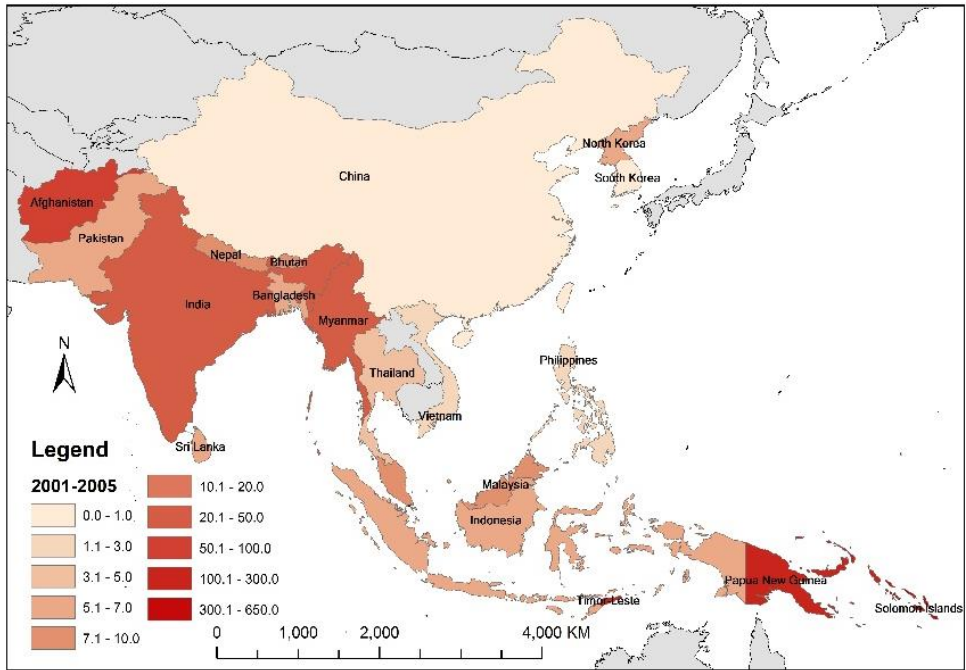 North Korea
South Korea
China
Afghanistan
Pakistan
Nepal
Bhutan
Bangladesh
India
Myanmar
N
Philippines
Thailand
Vietnam
Sri Lanka
Legend
2001-2005
0.0 - 1.0
1.1 - 3.0
3.1 - 5.0
5.1 - 7.0
7.1 - 10.0
10.1 - 20.0
20.1 - 50.0
50.1 - 100.0
100.1 - 300.0
300.1 - 650.0
Malaysia
Indonesia
Papua New Guinea
Timor-Leste
Solomon Islands
0 1,000 2,000 4,000 KM